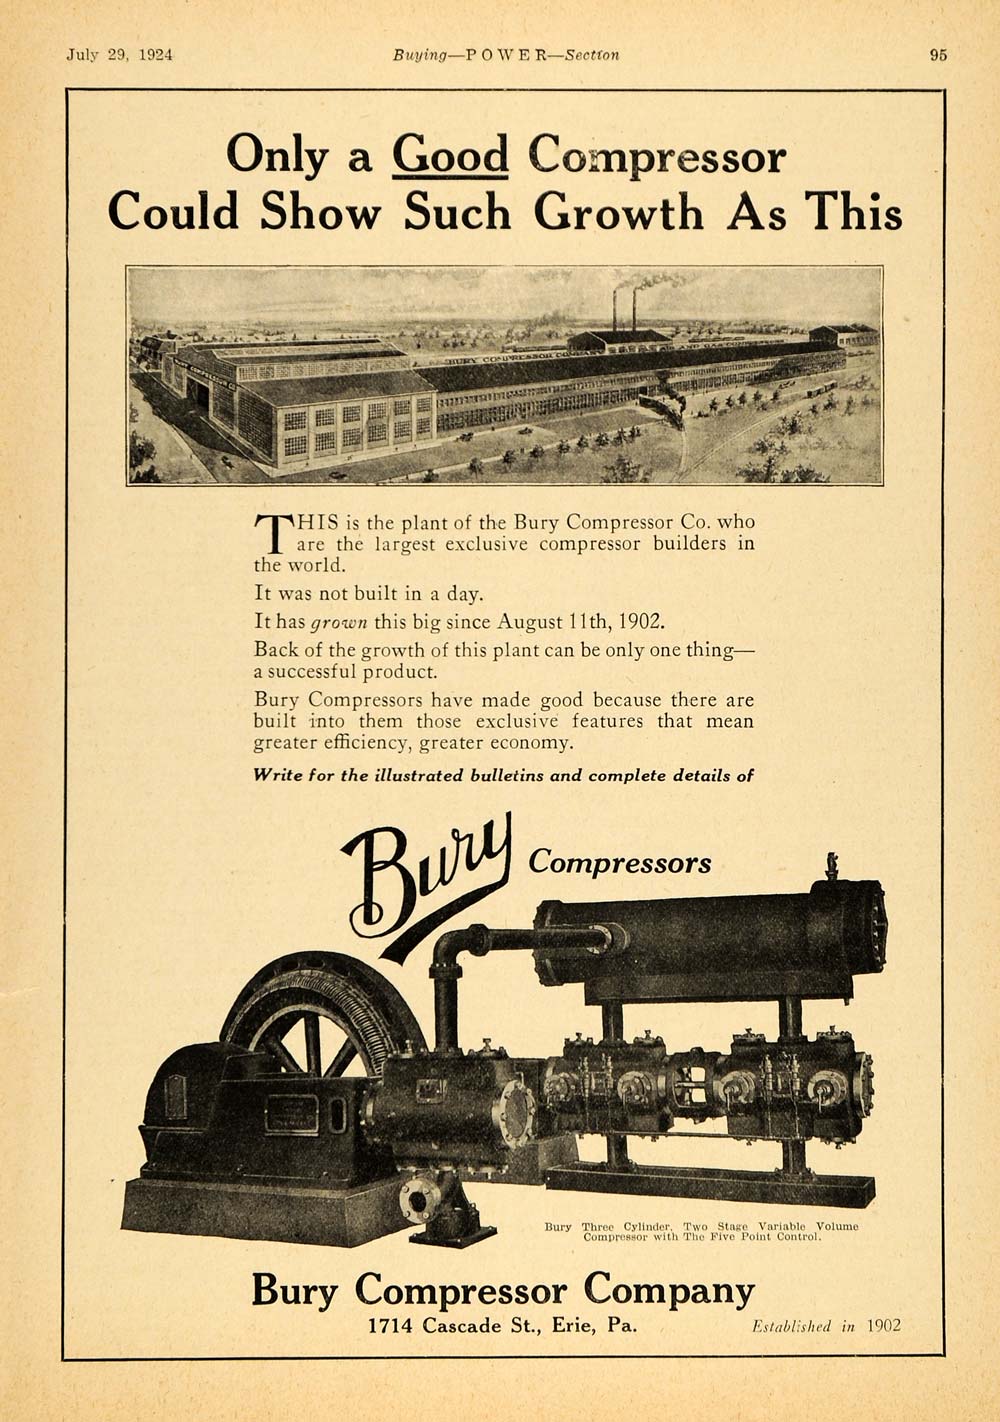 July 29, 1924
Buying—POWER—Section
95
Only a Good Compressor
Could Show Such Growth As This
BURY COMPRESSOR COMPANY
COMPRESSOR CO
THIS is the plant of the Bury Compressor Co. who
are the largest exclusive compressor builders in
the world.
It was not built in a day.
It has grown this big since August 11th, 1902.
Back of the growth of this plant can be only one thing—
a successful product.
Bury Compressors have made good because there are
built into them those exclusive features that mean
greater efficiency, greater economy.
Write for the illustrated bulletins and complete details of
Bury Compressors
Bury Three Cylinder, Two Stage Variable Volume
Compressor with The Five Point Control.
Bury Compressor Company
1714 Cascade St., Erie, Pa.
Established in 1902